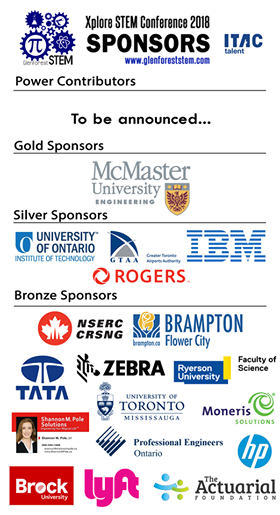 Xplore STEM Conference 2018
SPONSORS
www.glenforeststem.com
Glenforest STEM
ITAC
talent
Power Contributors
To be announced...
Gold Sponsors
McMaster
University
ENGINEERING
Silver Sponsors
UNIVERSITY
OF ONTARIO
INSTITUTE OF TECHNOLOGY
GTAA
Greater Toronto
Airports Authority
IBM
ROGERS
Bronze Sponsors
NSERC
CRSNG
brampton.ca
BRAMPTON
Flower City
TATA
ZEBRA
Ryerson
University
Faculty of
Science
UNIVERSITY OF
TORONTO
MISSISSAUGA
Moneris
SOLUTIONS
Shannon M. Pole
Solutions
Shannon M. Pole,
Professional Engineers
Ontario
hp
Brock
University
lyft
The
Actuarial
FOUNDATION